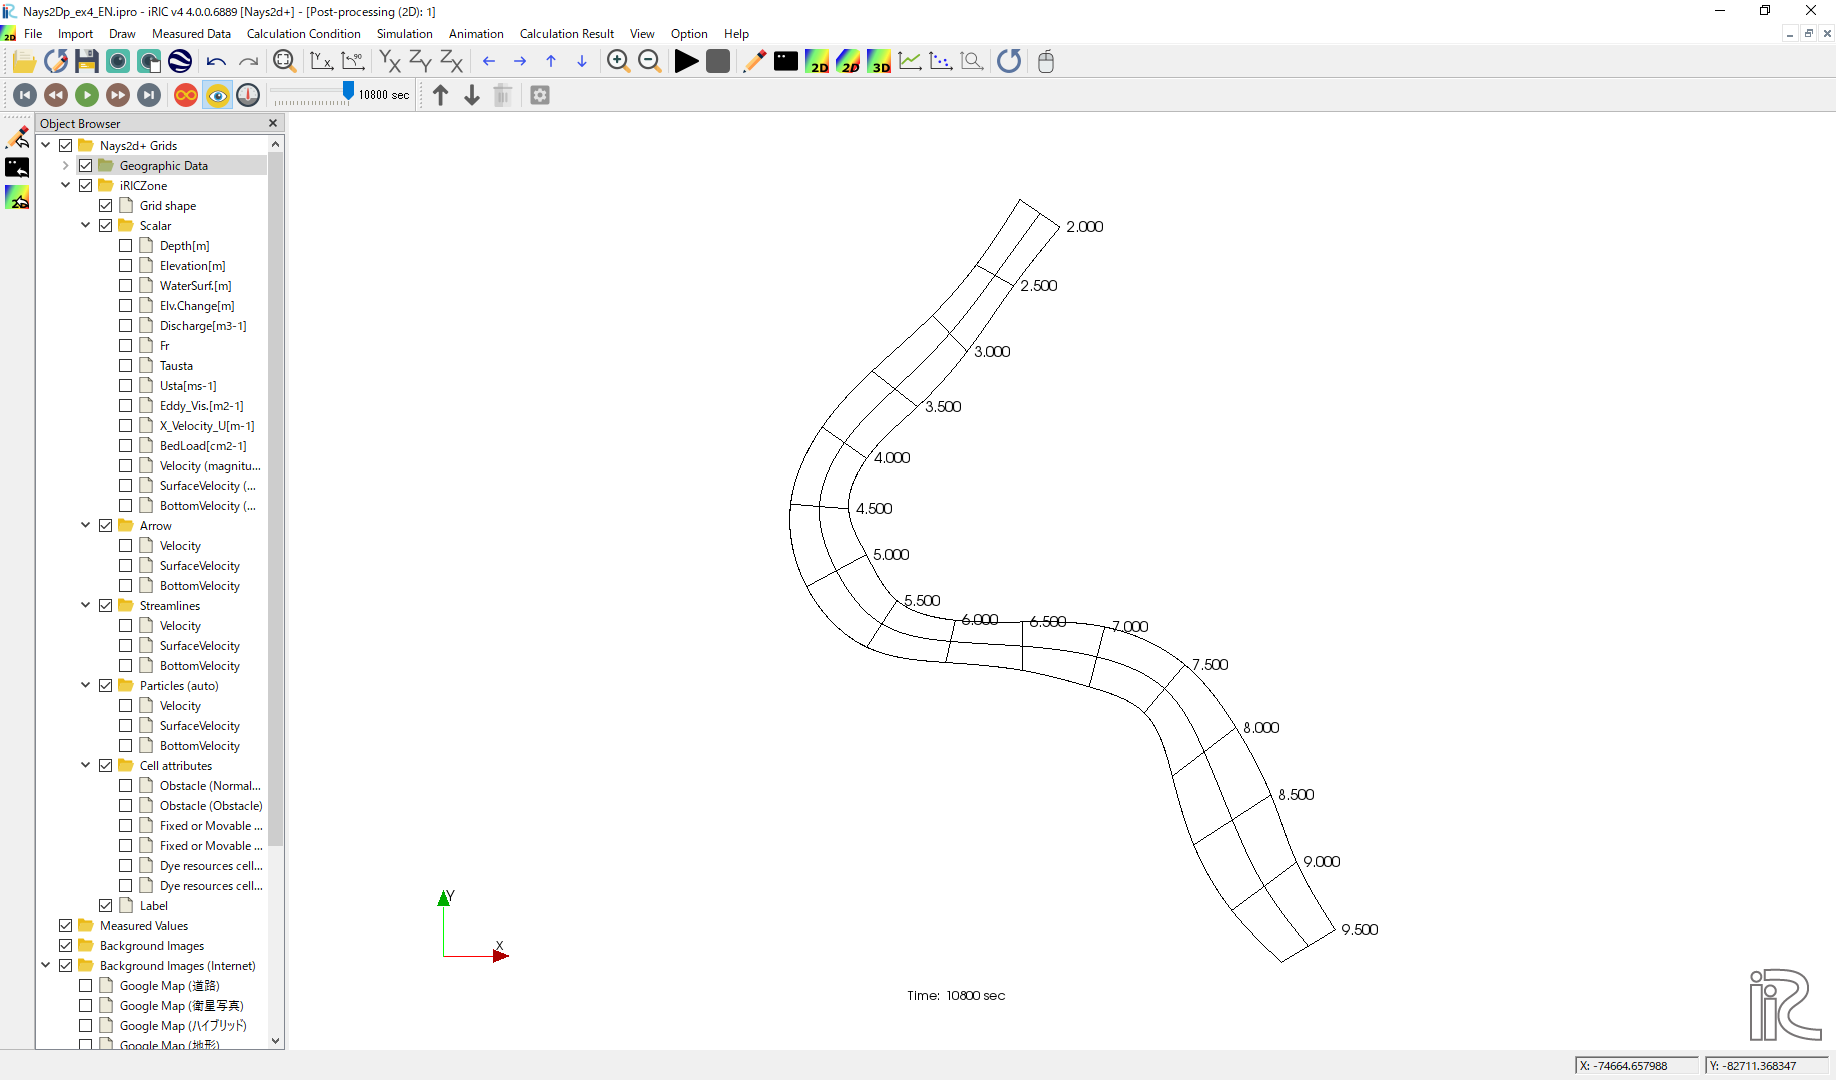 Nays2Dp_ex4_EN.ipro - iRIC v4 4.0.0.6889 [Nays2d+] - [Post-processing (2D): 1]
File Import Draw Measured Data Calculation Condition Simulation Animation Calculation Result View Option Help
10800 sec
Object Browser
Nays2d+ Grids
Geographic Data
iRICZone
Grid shape
Scalar
Depth[m]
Elevation[m]
WaterSurf.[m]
Elv.Change[m]
Discharge[m3-1]
Fr
Tausta
Usta[ms-1]
Eddy_Vis.[m2-1]
X_Velocity_U[m-1]
BedLoad[cm2-1]
Velocity (magnitu...
SurfaceVelocity (...
BottomVelocity (...
Arrow
Velocity
SurfaceVelocity
BottomVelocity
Streamlines
Velocity
SurfaceVelocity
BottomVelocity
Particles (auto)
Velocity
SurfaceVelocity
BottomVelocity
Cell attributes
Obstacle (Normal...
Obstacle (Obstacle)
Fixed or Movable ...
Fixed or Movable ...
Dye resources cell...
Dye resources cell...
Label
Measured Values
Background Images
Background Images (Internet)
Google Map (道路)
Google Map (衛星写真)
Google Map (ハイブリッド)
Google Map (地形)
2.000
2.500
3.000
3.500
4.000
4.500
5.000
5.500
6.000
6.500
7.000
7.500
8.000
8.500
9.000
9.500
Y
X
Time: 10800 sec
iRIC
X: -74664.657988
Y: -82711.368347